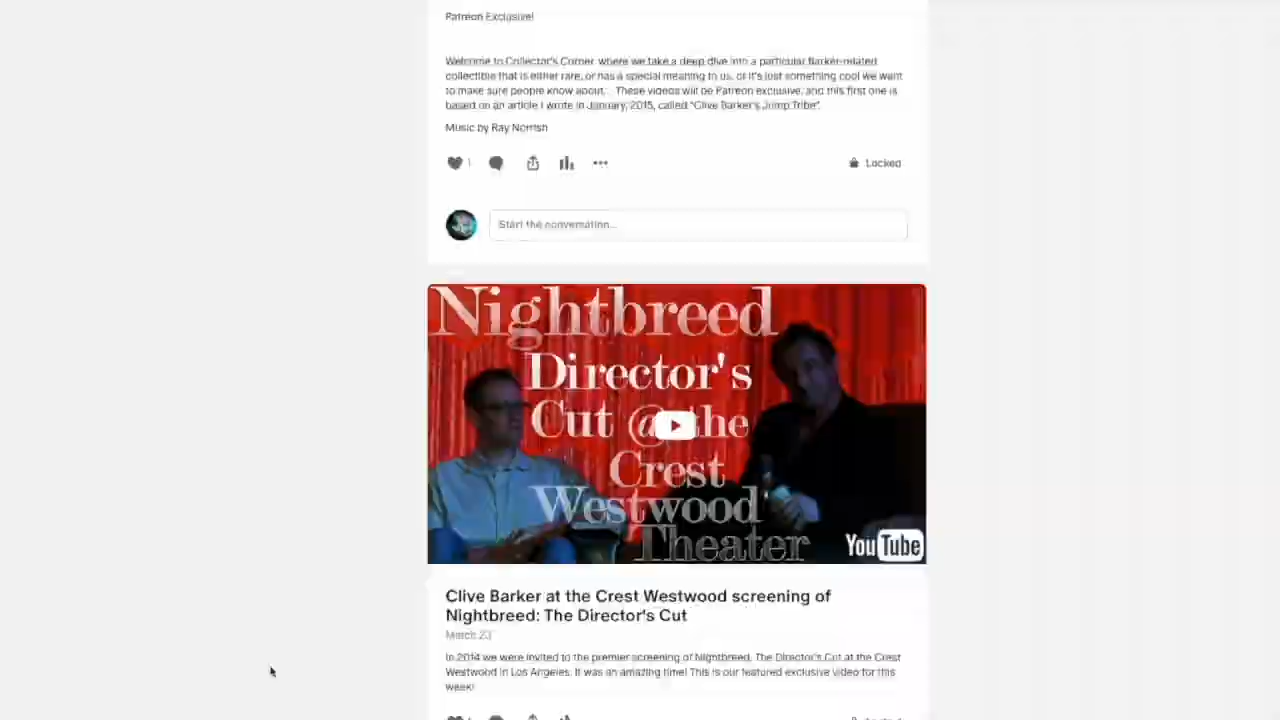 Patreon Exclusive!
Welcome to Collector's Corner, where we take a deep dive into a particular Barker-related
collectible that is either rare, or has a special meaning to us, or it's just something cool we want
to make sure people know about. These videos will be Patreon exclusive, and this first one is
based on an article I wrote in January, 2015, called "Clive Barker's Jump Tribe".
Music by Ray Norrish
1
Locked
Start the conversation...
Nightbreed
Director's
Cut @ the
Crest
Westwood
Theater
YouTube
Clive Barker at the Crest Westwood screening of
Nightbreed: The Director's Cut
March 23
In 2014 we were invited to the premier screening of Nightbreed: The Director's Cut at the Crest
Westwood in Los Angeles. It was an amazing time! This is our featured exclusive video for this
week!